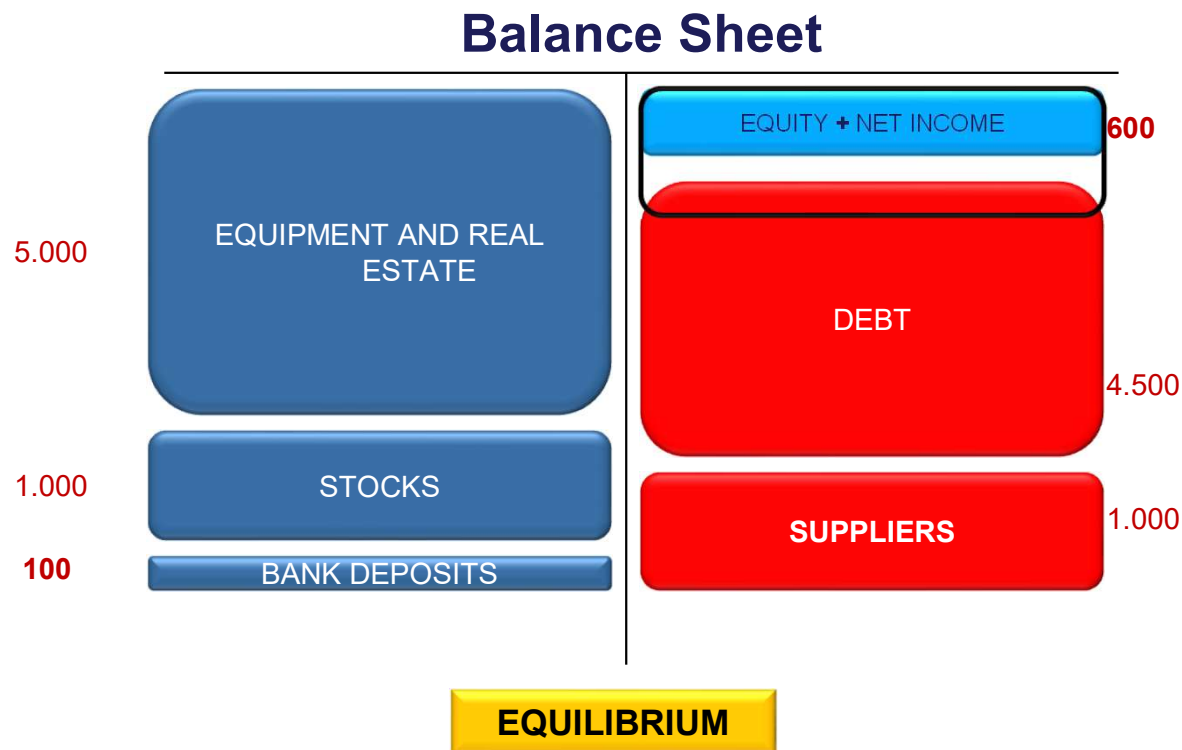 Balance Sheet
5.000
EQUIPMENT AND REAL
ESTATE
1.000
STOCKS
100
BANK DEPOSITS
EQUITY + NET INCOME
600
DEBT
4.500
SUPPLIERS
1.000
EQUILIBRIUM